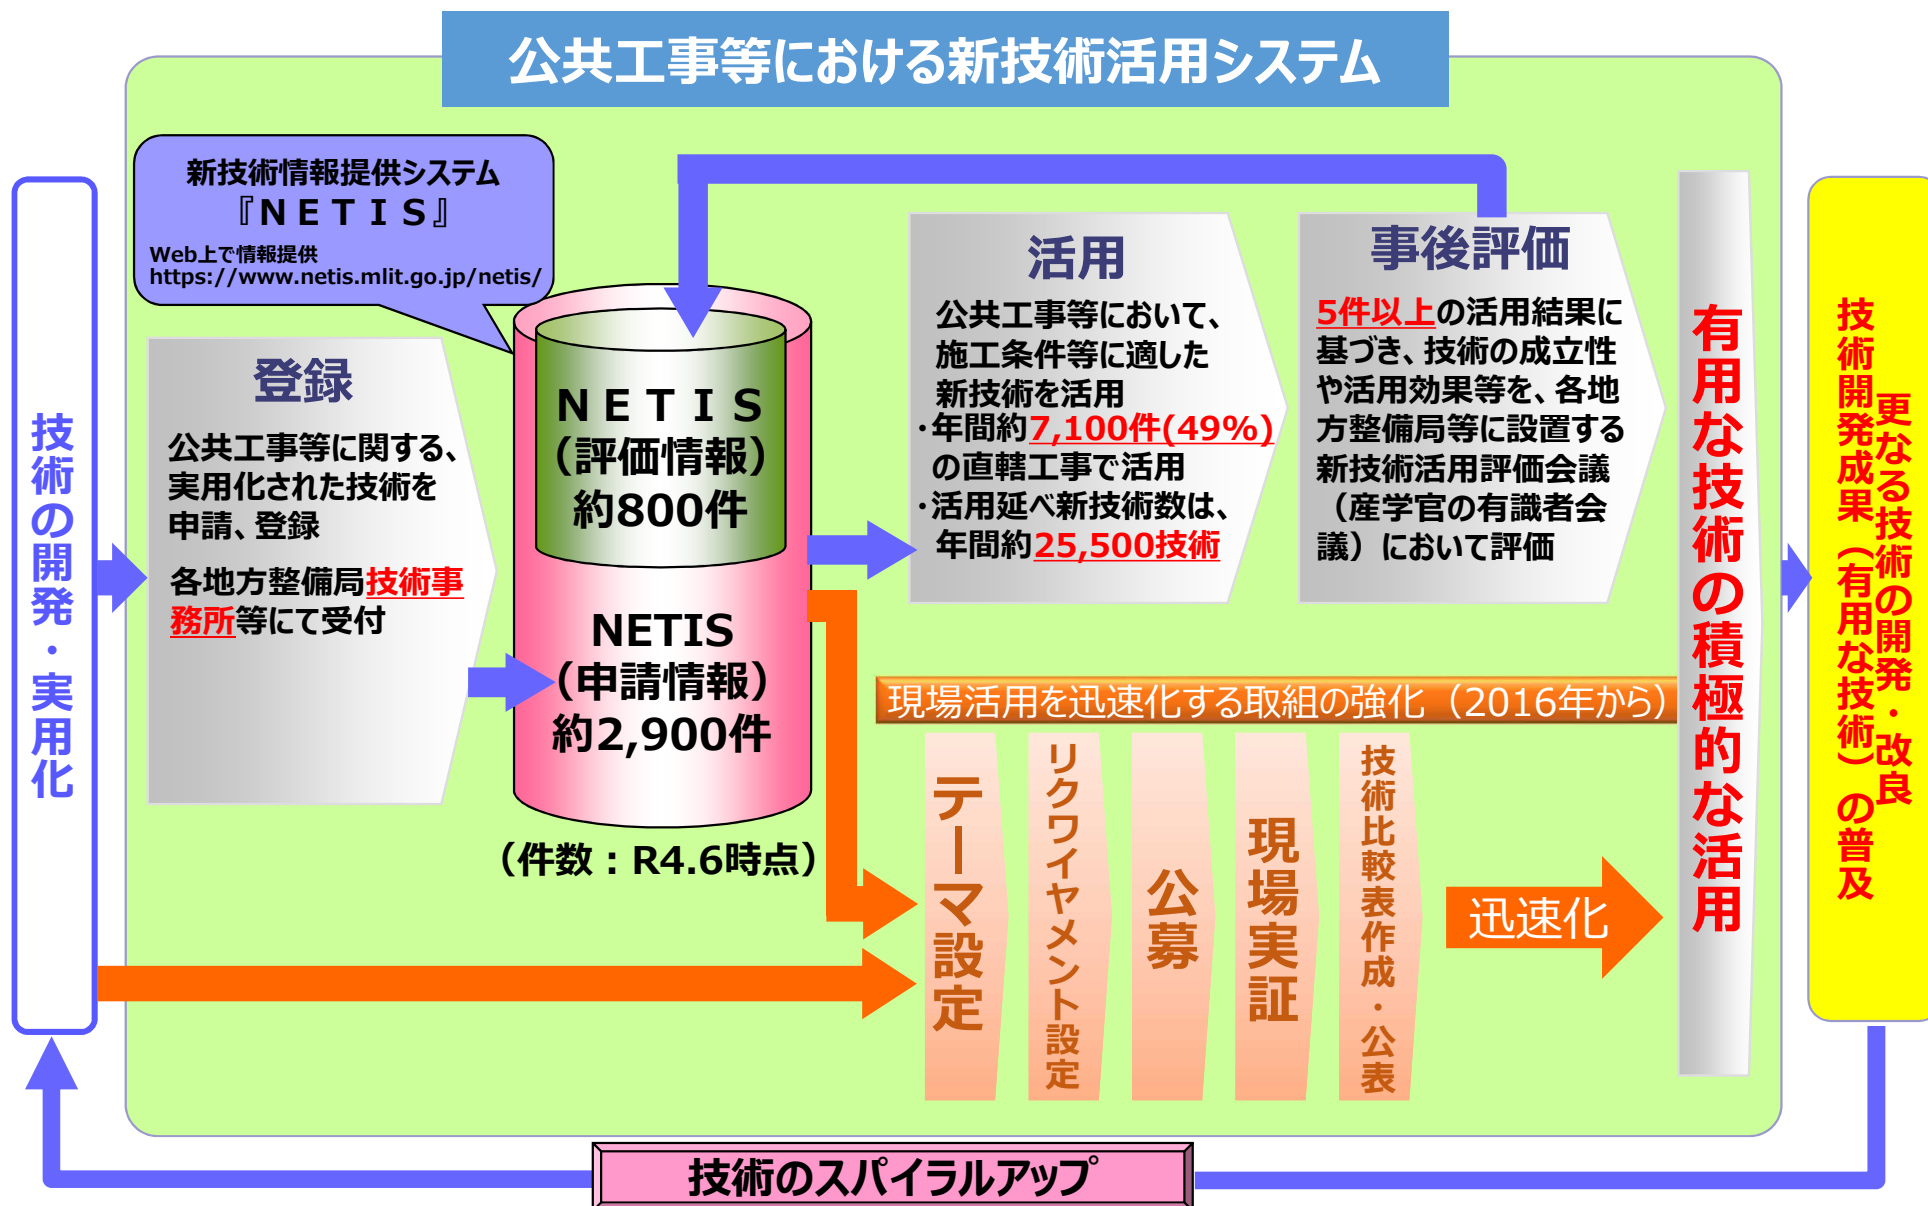 公共工事等における新技術活用システム
新技術情報提供システム
『ＮＥＴＩＳ』
Web上で情報提供
https://www.netis.mlit.go.jp/netis/
技術の開発・実用化
登録
公共工事等に関する、
実用化された技術を
申請、登録
各地方整備局技術事
務所等にて受付
ＮＥＴＩＳ
（評価情報）
約800件
NETIS
（申請情報）
約2,900件
（件数：R4.6時点）
活用
公共工事等において、
施工条件等に適した
新技術を活用
・年間約7,100件(49%)
の直轄工事で活用
・活用延べ新技術数は、
年間約25,500技術
事後評価
5件以上の活用結果に
基づき、技術の成立性
や活用効果等を、各地
方整備局等に設置する
新技術活用評価会議
（産学官の有識者会
議）において評価
現場活用を迅速化する取組の強化（2016年から）
テーマ設定
リクワイヤメント設定
公募
現場実証
技術比較表作成・公表
迅速化
有用な技術の積極的な活用
更なる技術の開発・改良
技術開発成果（有用な技術）の普及
技術のスパイラルアップ